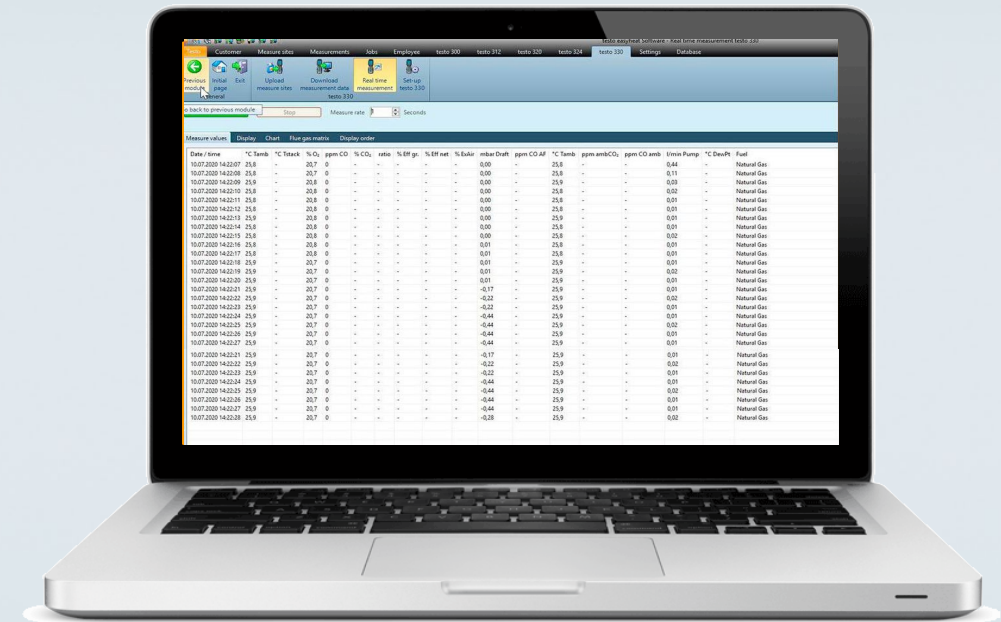 Testo easyheat Software - Real time measurement testo 330
Customer Measure sites Measurements Jobs Employee testo 300 testo 312 testo 320 testo 324 testo 330 Settings Database
Previous module Initial page Exit Upload measure sites Download measurement data Real time measurement Set-up testo 330
General testo 330
o back to previous module Stop Measure rate Seconds
Measure values Display Chart Flue gas matrix Display order
Date / time °C Tamb °C Tstack % O₂ ppm CO % CO₂ ratio % Eff gr. % Eff net % ExAir mbar Draft ppm CO AF °C Tamb ppm ambCO₂ ppm CO amb l/min Pump °C DewPt Fuel
10.07.2020 14:22:07 25,8 - 20,7 0 - - - - - 0,00 - 25,8 - - 0,44 - Natural Gas
10.07.2020 14:22:08 25,8 - 20,7 0 - - - - - 0,00 - 25,8 - - 0,11 - Natural Gas
10.07.2020 14:22:09 25,9 - 20,8 0 - - - - - 0,00 - 25,9 - - 0,03 - Natural Gas
10.07.2020 14:22:10 25,8 - 20,8 0 - - - - - 0,00 - 25,8 - - 0,02 - Natural Gas
10.07.2020 14:22:11 25,8 - 20,8 0 - - - - - 0,00 - 25,8 - - 0,01 - Natural Gas
10.07.2020 14:22:12 25,8 - 20,8 0 - - - - - 0,00 - 25,8 - - 0,01 - Natural Gas
10.07.2020 14:22:13 25,9 - 20,8 0 - - - - - 0,00 - 25,9 - - 0,01 - Natural Gas
10.07.2020 14:22:14 25,8 - 20,8 0 - - - - - 0,00 - 25,8 - - 0,01 - Natural Gas
10.07.2020 14:22:15 25,8 - 20,8 0 - - - - - 0,00 - 25,8 - - 0,02 - Natural Gas
10.07.2020 14:22:16 25,8 - 20,8 0 - - - - - 0,01 - 25,8 - - 0,01 - Natural Gas
10.07.2020 14:22:17 25,8 - 20,8 0 - - - - - 0,01 - 25,8 - - 0,01 - Natural Gas
10.07.2020 14:22:18 25,9 - 20,7 0 - - - - - 0,01 - 25,9 - - 0,01 - Natural Gas
10.07.2020 14:22:19 25,9 - 20,7 0 - - - - - 0,01 - 25,9 - - 0,02 - Natural Gas
10.07.2020 14:22:20 25,9 - 20,7 0 - - - - - 0,01 - 25,9 - - 0,01 - Natural Gas
10.07.2020 14:22:21 25,9 - 20,7 0 - - - - - -0,17 - 25,9 - - 0,01 - Natural Gas
10.07.2020 14:22:22 25,9 - 20,7 0 - - - - - -0,22 - 25,9 - - 0,02 - Natural Gas
10.07.2020 14:22:23 25,9 - 20,7 0 - - - - - -0,22 - 25,9 - - 0,01 - Natural Gas
10.07.2020 14:22:24 25,9 - 20,7 0 - - - - - -0,44 - 25,9 - - 0,01 - Natural Gas
10.07.2020 14:22:25 25,9 - 20,7 0 - - - - - -0,44 - 25,9 - - 0,02 - Natural Gas
10.07.2020 14:22:26 25,9 - 20,7 0 - - - - - -0,44 - 25,9 - - 0,01 - Natural Gas
10.07.2020 14:22:27 25,9 - 20,7 0 - - - - - -0,44 - 25,9 - - 0,01 - Natural Gas
10.07.2020 14:22:21 25,9 - 20,7 0 - - - - - -0,17 - 25,9 - - 0,01 - Natural Gas
10.07.2020 14:22:22 25,9 - 20,7 0 - - - - - -0,22 - 25,9 - - 0,02 - Natural Gas
10.07.2020 14:22:23 25,9 - 20,7 0 - - - - - -0,22 - 25,9 - - 0,01 - Natural Gas
10.07.2020 14:22:24 25,9 - 20,7 0 - - - - - -0,44 - 25,9 - - 0,01 - Natural Gas
10.07.2020 14:22:25 25,9 - 20,7 0 - - - - - -0,44 - 25,9 - - 0,02 - Natural Gas
10.07.2020 14:22:26 25,9 - 20,7 0 - - - - - -0,44 - 25,9 - - 0,01 - Natural Gas
10.07.2020 14:22:27 25,9 - 20,7 0 - - - - - -0,44 - 25,9 - - 0,01 - Natural Gas
10.07.2020 14:22:28 25,9 - 20,7 0 - - - - - -0,28 - 25,9 - - 0,02 - Natural Gas